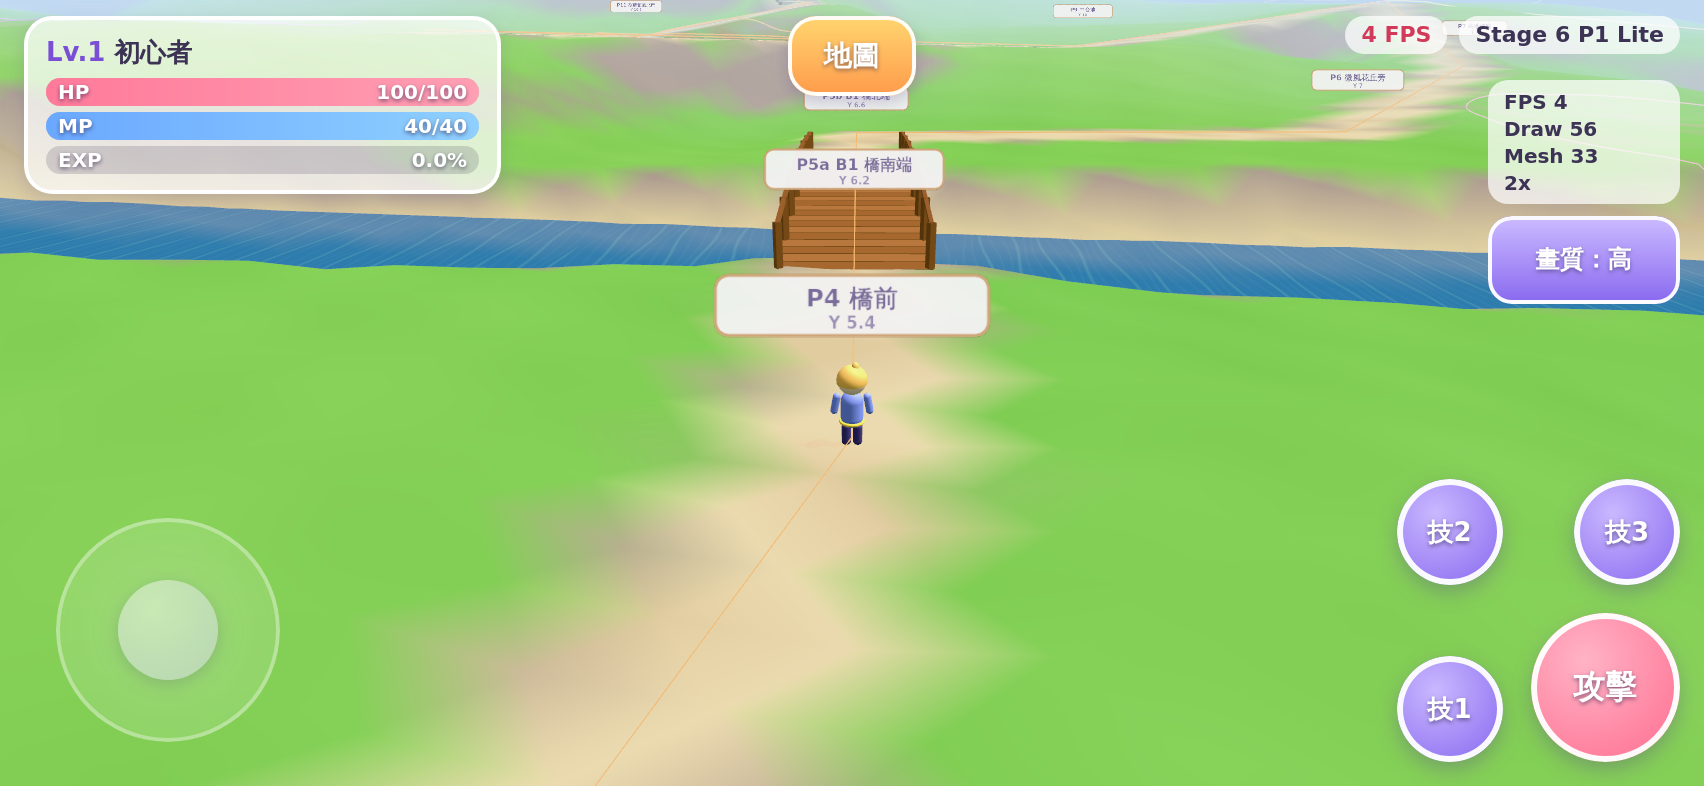 Lv.1 初心者
HP 100/100
MP 40/40
EXP 0.0%
地圖
4 FPS
Stage 6 P1 Lite
FPS 4
Draw 56
Mesh 33
2x
畫質：高
P6 微風花丘旁
Y 7
Y 6.6
P5a B1 橋南端
Y 6.2
P4 橋前
Y 5.4
技2
技3
技1
攻擊